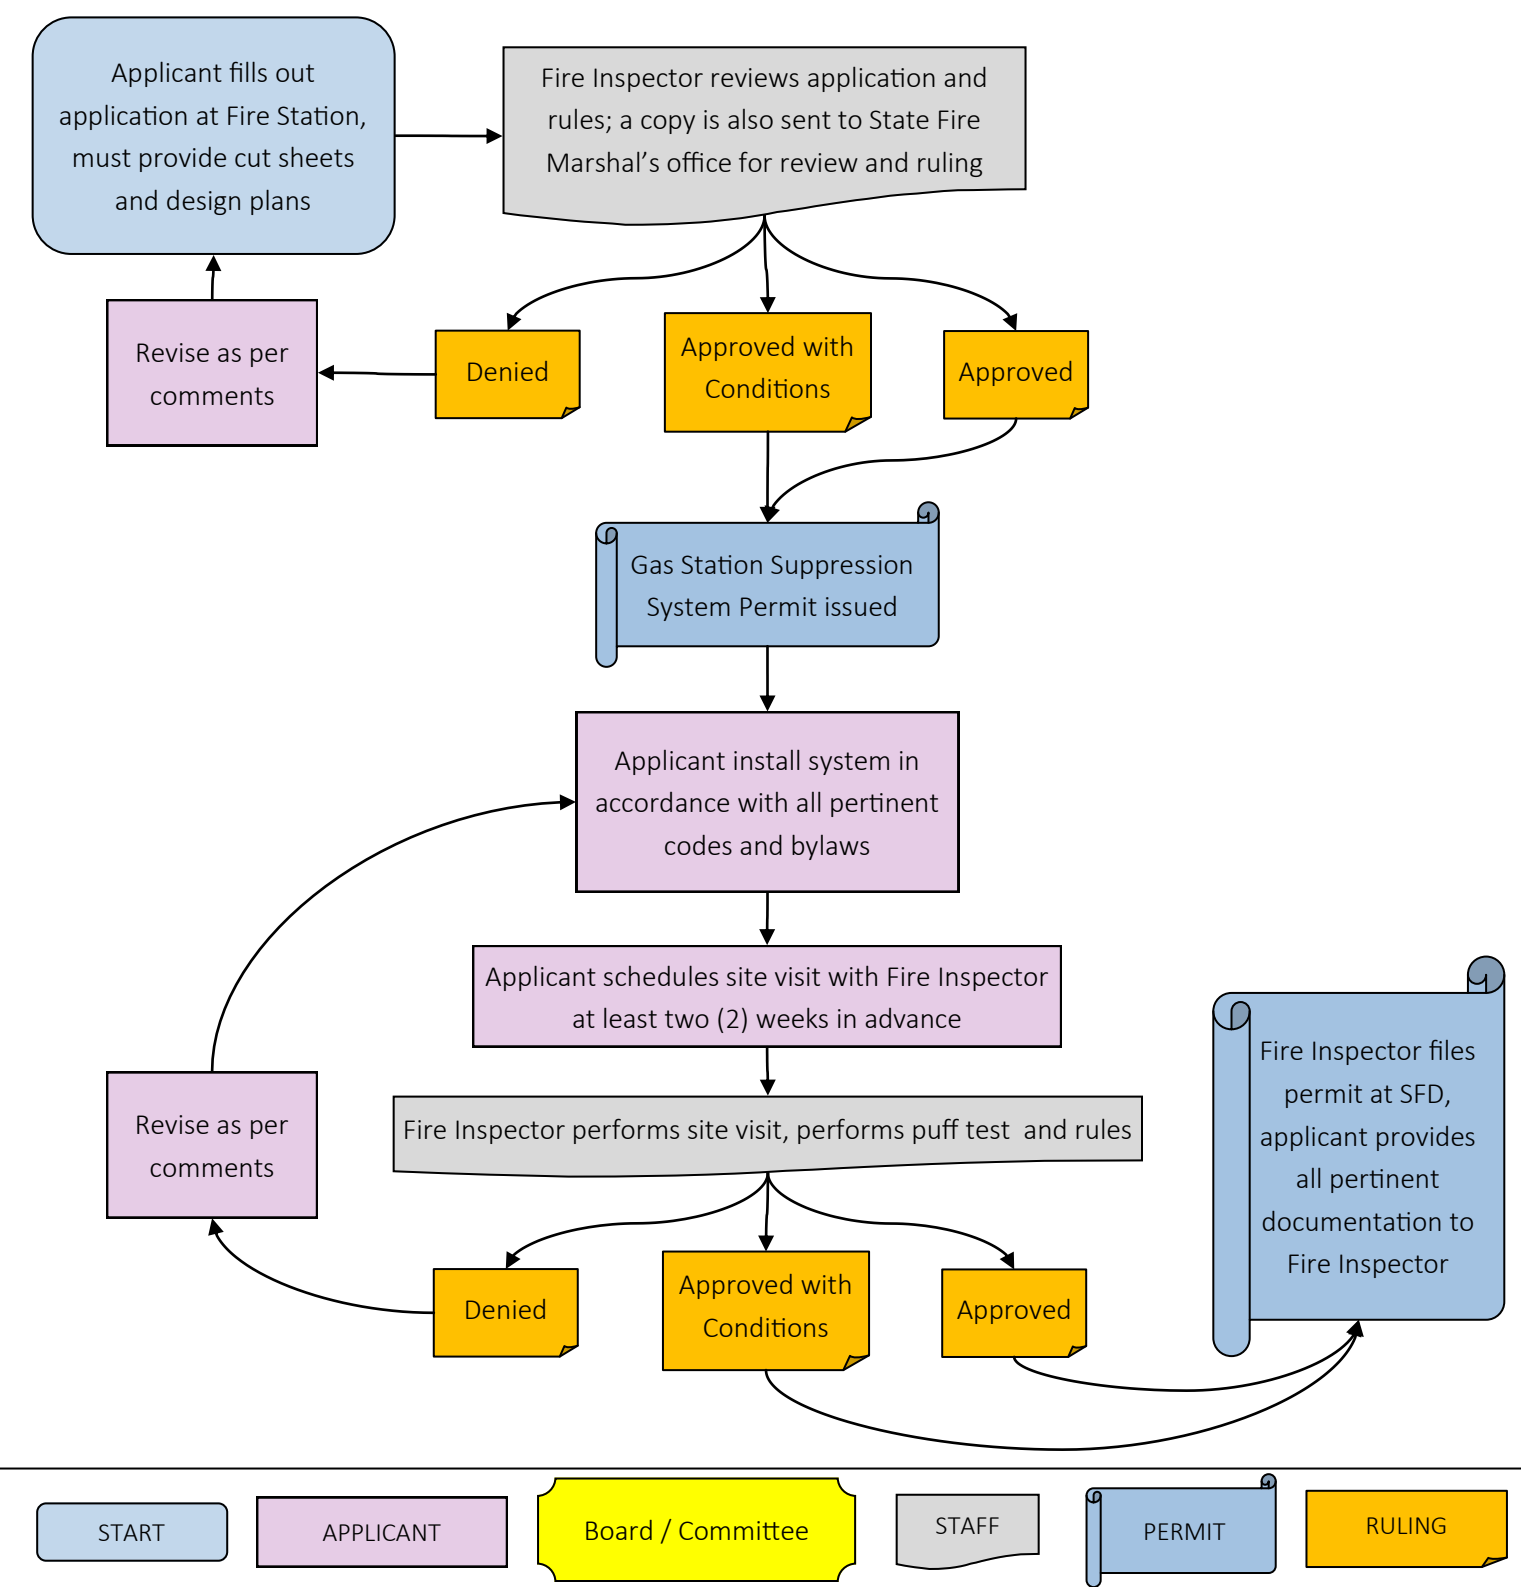 Applicant fills out
application at Fire Station,
must provide cut sheets
and design plans
Fire Inspector reviews application and
rules; a copy is also sent to State Fire
Marshal’s office for review and ruling
Revise as per
comments
Denied
Approved with
Conditions
Approved
Gas Station Suppression
System Permit issued
Applicant install system in
accordance with all pertinent
codes and bylaws
Applicant schedules site visit with Fire Inspector
at least two (2) weeks in advance
Revise as per
comments
Fire Inspector performs site visit, performs puff test  and rules
Denied
Approved with
Conditions
Approved
Fire Inspector files
permit at SFD,
applicant provides
all pertinent
documentation to
Fire Inspector
START
APPLICANT
Board / Committee
STAFF
PERMIT
RULING